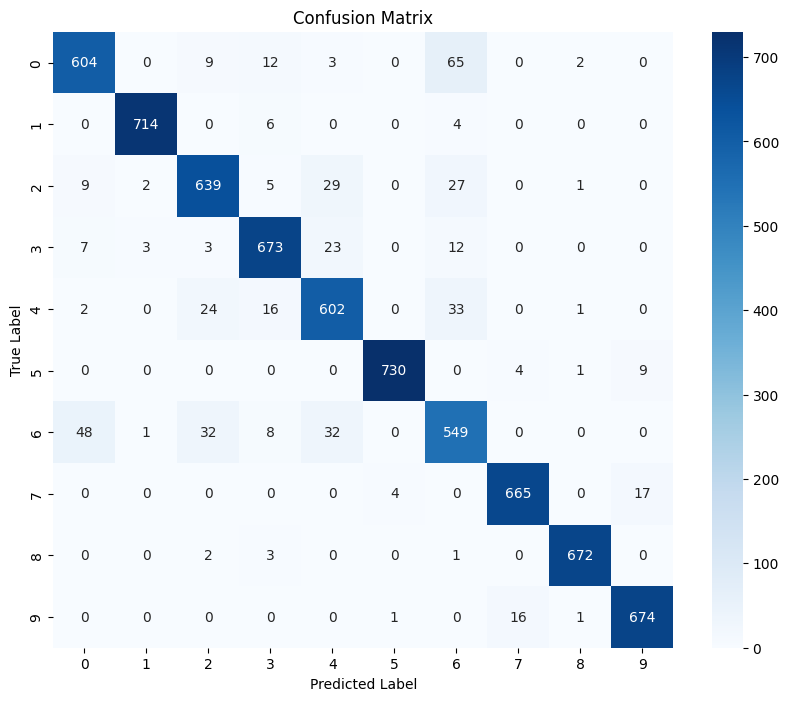 Confusion Matrix
0 604 0 9 12 3 0 65 0 2 0
1 0 714 0 6 0 0 4 0 0 0
2 9 2 639 5 29 0 27 0 1 0
3 7 3 3 673 23 0 12 0 0 0
4 2 0 24 16 602 0 33 0 1 0
5 0 0 0 0 0 730 0 4 1 9
6 48 1 32 8 32 0 549 0 0 0
7 0 0 0 0 0 4 0 665 0 17
8 0 0 2 3 0 0 1 0 672 0
9 0 0 0 0 0 1 0 16 1 674
0 1 2 3 4 5 6 7 8 9
Predicted Label
True Label
700
600
500
400
300
200
100
0